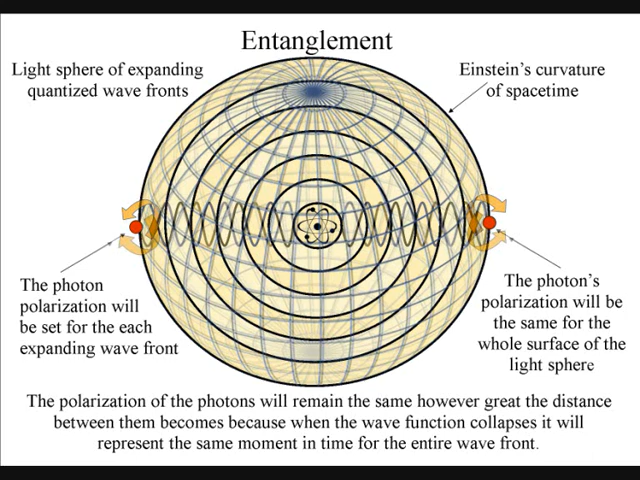 Entanglement
Light sphere of expanding
quantized wave fronts
Einstein's curvature
of spacetime
The photon
polarization will
be set for the each
expanding wave front
The photon's
polarization will be
the same for the
whole surface of the
light sphere
The polarization of the photons will remain the same however great the distance
between them becomes because when the wave function collapses it will
represent the same moment in time for the entire wave front.